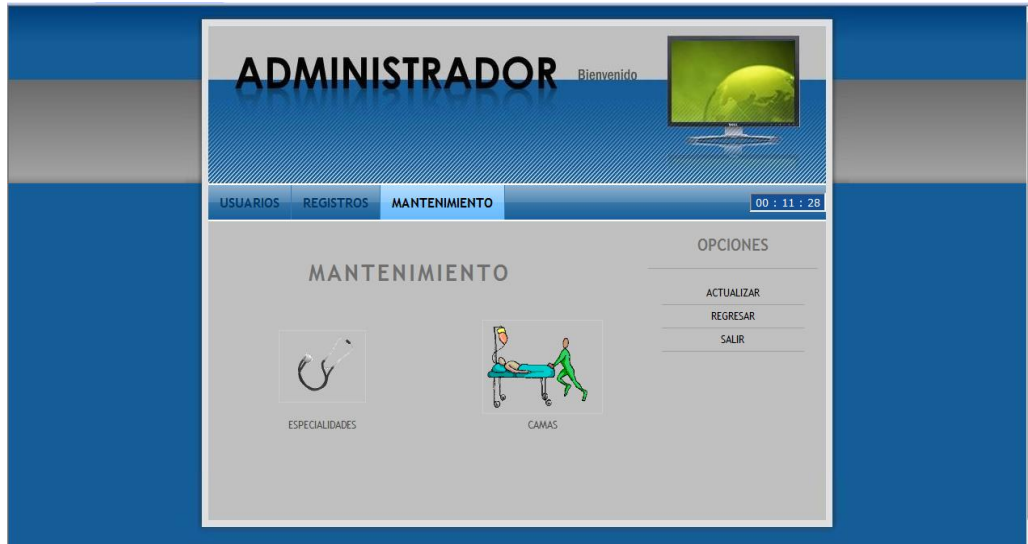 ADMINISTRADOR
Bienvenido
USUARIOS REGISTROS MANTENIMIENTO
00 : 11 : 28
MANTENIMIENTO
ESPECIALIDADES
CAMAS
OPCIONES
ACTUALIZAR
REGRESAR
SALIR